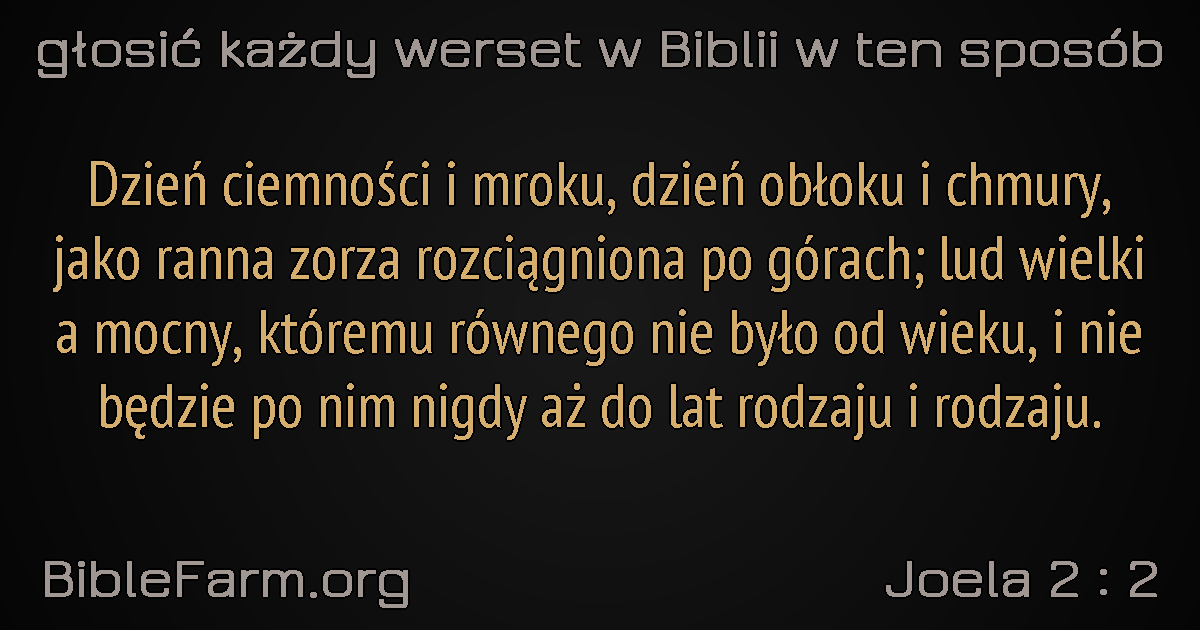 głosić każdy werset w Biblii w ten sposób
Dzień ciemności i mroku, dzień obłoku i chmury,
jako ranna zorza rozciągniona po górach; lud wielki
a mocny, któremu równego nie było od wieku, i nie
będzie po nim nigdy aż do lat rodzaju i rodzaju.
BibleFarm.org
Joela 2 : 2